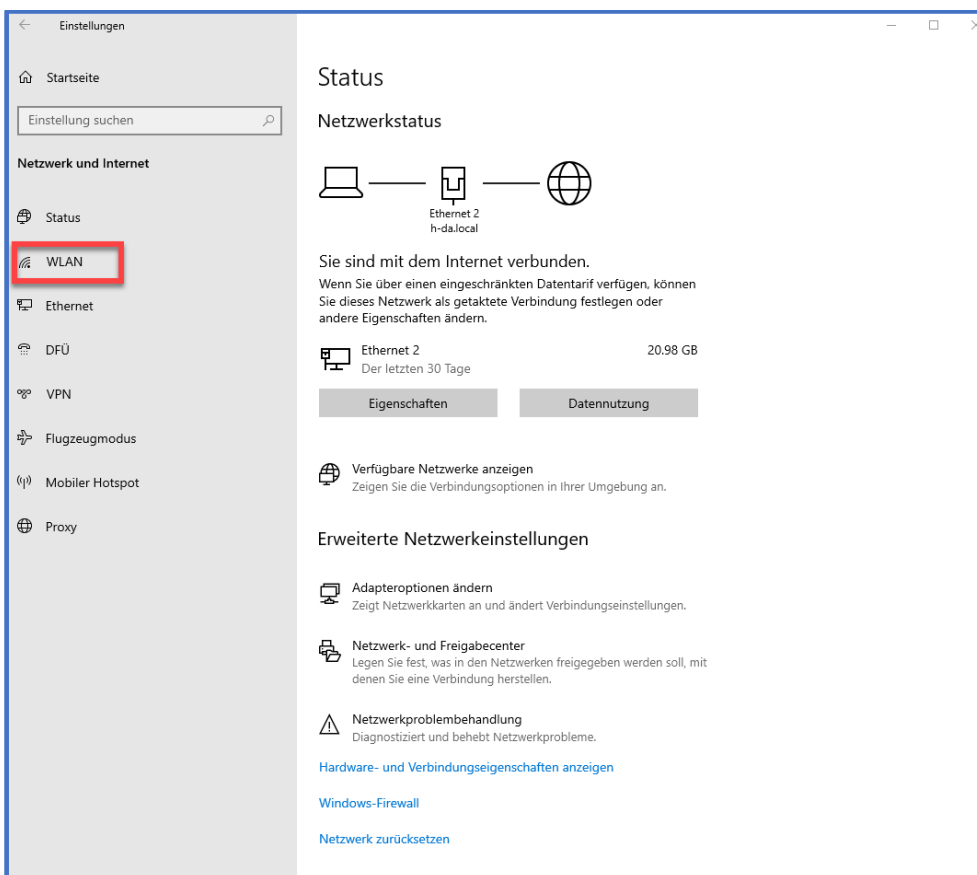 Einstellungen
Startseite
Einstellung suchen
Netzwerk und Internet
Status
WLAN
Ethernet
DFÜ
VPN
Flugzeugmodus
Mobiler Hotspot
Proxy
Status
Netzwerkstatus
Ethernet 2
h-da.local
Sie sind mit dem Internet verbunden.
Wenn Sie über einen eingeschränkten Datentarif verfügen, können
Sie dieses Netzwerk als getaktete Verbindung festlegen oder
andere Eigenschaften ändern.
Ethernet 2 20.98 GB
Der letzten 30 Tage
Eigenschaften Datennutzung
Verfügbare Netzwerke anzeigen
Zeigen Sie die Verbindungsoptionen in Ihrer Umgebung an.
Erweiterte Netzwerkeinstellungen
Adapteroptionen ändern
Zeigt Netzwerkkarten an und ändert Verbindungseinstellungen.
Netzwerk- und Freigabecenter
Legen Sie fest, was in den Netzwerken freigegeben werden soll, mit
denen Sie eine Verbindung herstellen.
Netzwerkproblembehandlung
Diagnostiziert und behebt Netzwerkprobleme.
Hardware- und Verbindungseigenschaften anzeigen
Windows-Firewall
Netzwerk zurücksetzen